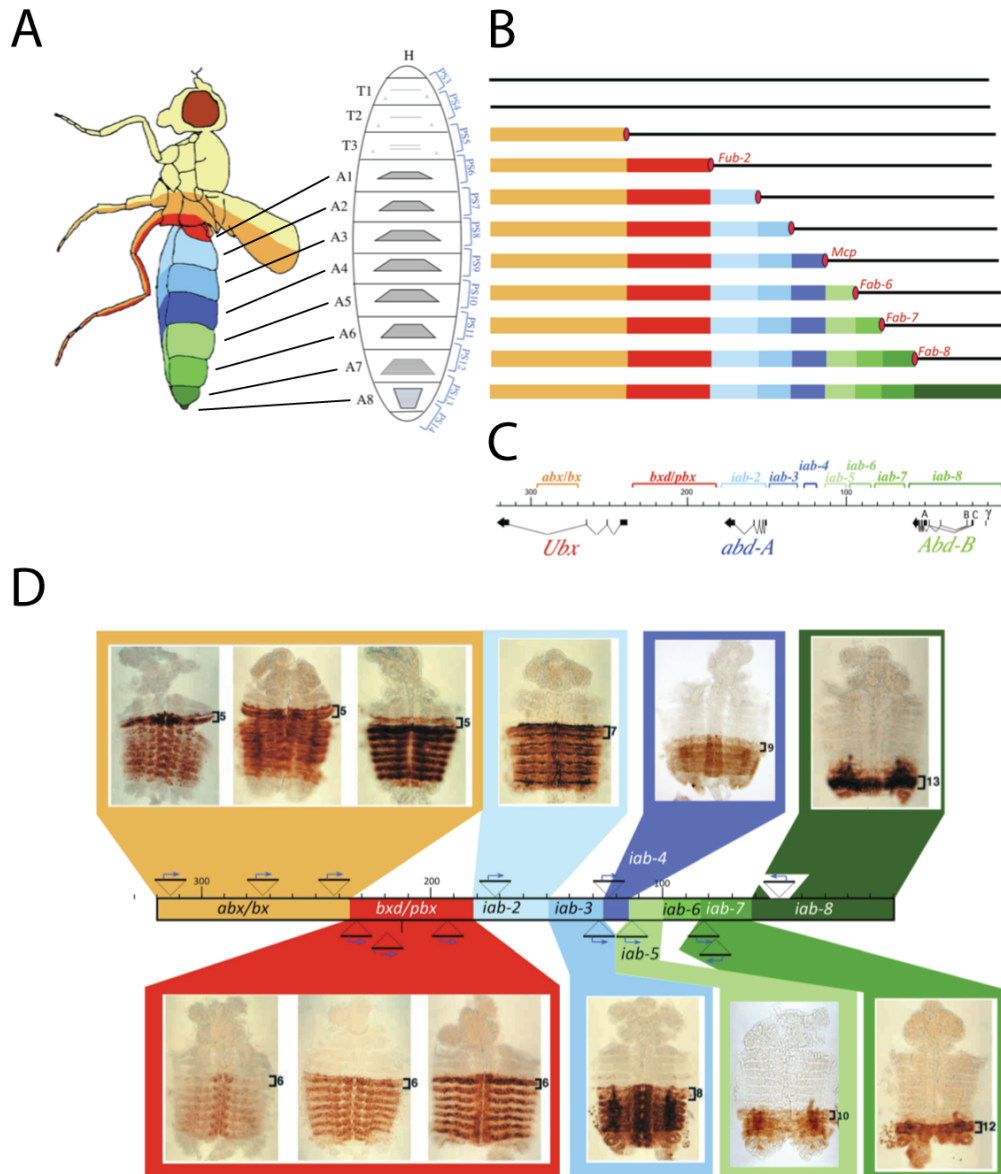 A
H
T1
T2
T3
A1
A2
A3
A4
A5
A6
A7
A8
PS3
PS4
PS5
PS6
PS7
PS8
PS9
PS10
PS11
PS12
PS13
PS14
B
Fub-2
Mcp
Fab-6
Fab-7
Fab-8
C
abx/bx
bxd/pbx
iab-2
iab-3
iab-4
iab-5
iab-6
iab-7
iab-8
300
200
100
A
B
C
γ
Ubx
abd-A
Abd-B
D
5
5
5
7
9
13
iab-4
300
200
100
abx/bx
bxd/pbx
iab-2
iab-3
iab-6
iab-7
iab-8
iab-5
6
6
6
8
10
12